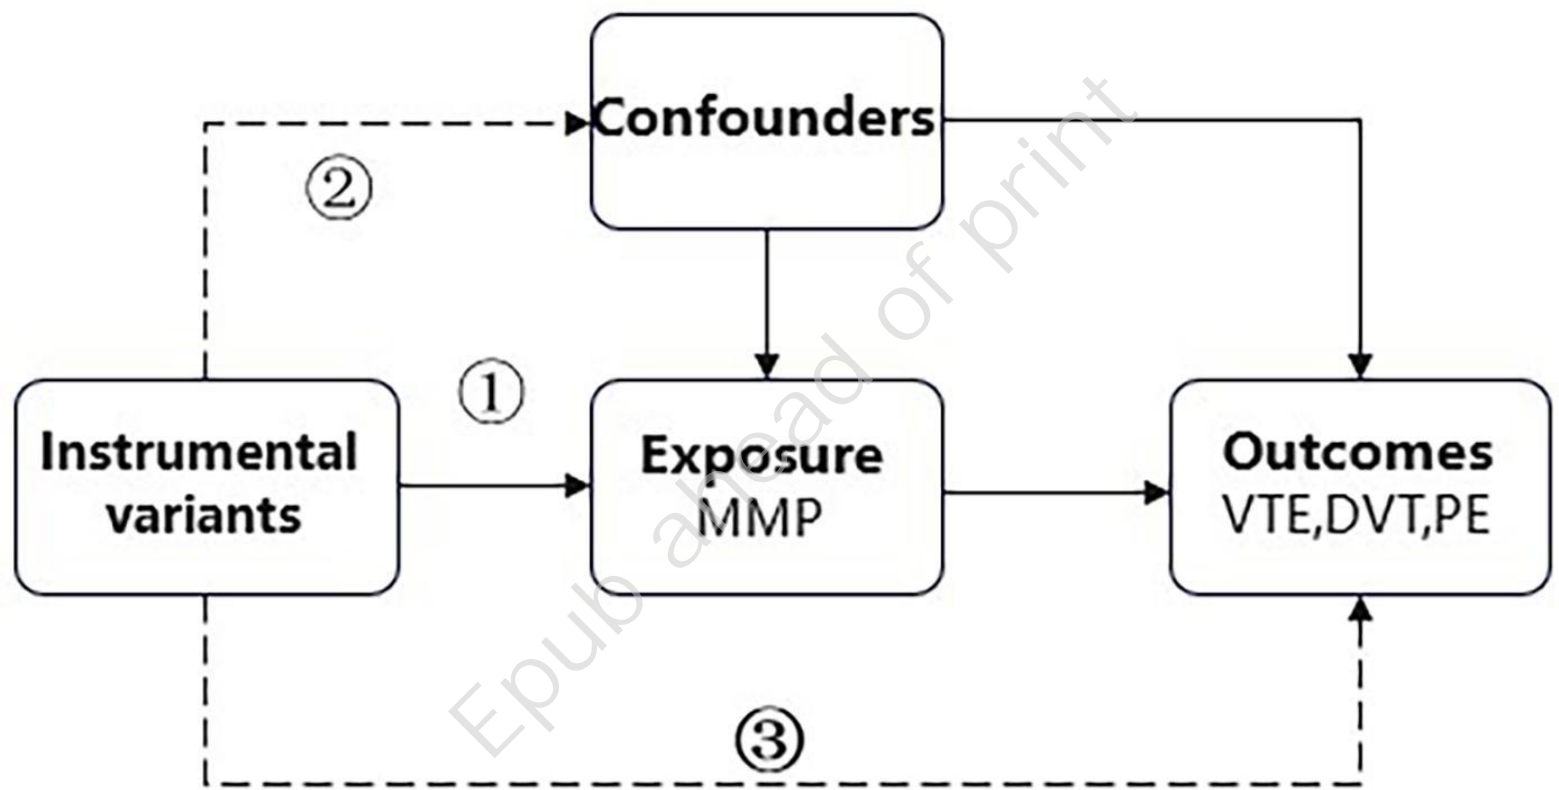 Confounders
②
①
Instrumental
variants
Exposure
MMP
Outcomes
VTE,DVT,PE
③
Epub ahead of print